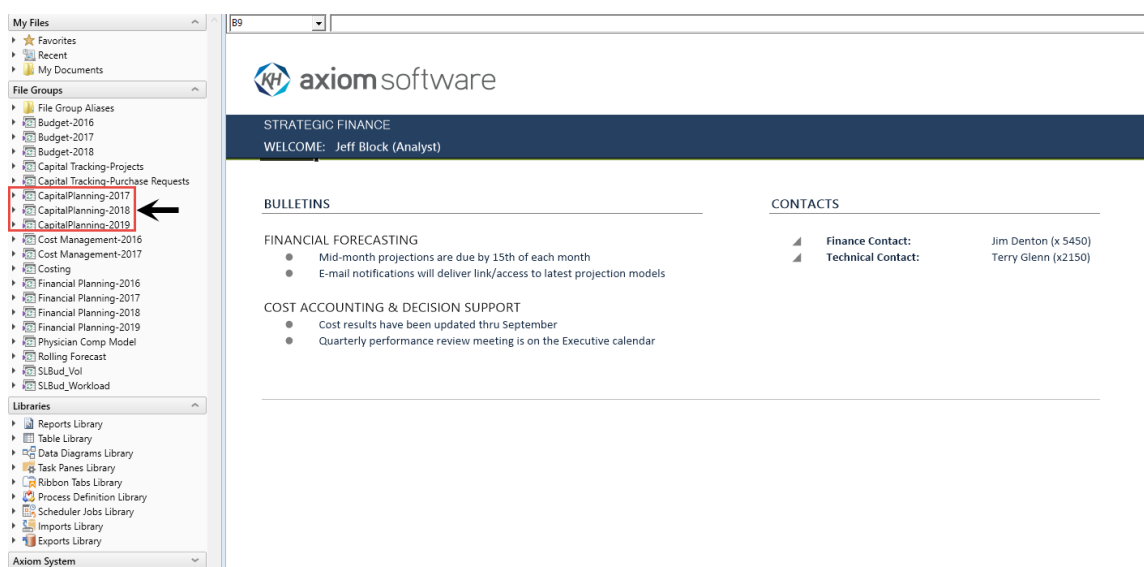 My Files
Favorites
Recent
My Documents
File Groups
File Group Aliases
Budget-2016
Budget-2017
Budget-2018
Capital Tracking-Projects
Capital Tracking-Purchase Requests
CapitalPlanning-2017
CapitalPlanning-2018
CapitalPlanning-2019
Cost Management-2016
Cost Management-2017
Costing
Financial Planning-2016
Financial Planning-2017
Financial Planning-2018
Financial Planning-2019
Physician Comp Model
Rolling Forecast
SLBud_Vol
SLBud_Workload
Libraries
Reports Library
Table Library
Data Diagrams Library
Task Panes Library
Ribbon Tabs Library
Process Definition Library
Scheduler Jobs Library
Imports Library
Exports Library
Axiom System
B9
KH axiom software
STRATEGIC FINANCE
WELCOME: Jeff Block (Analyst)
BULLETINS
FINANCIAL FORECASTING
Mid-month projections are due by 15th of each month
E-mail notifications will deliver link/access to latest projection models
COST ACCOUNTING & DECISION SUPPORT
Cost results have been updated thru September
Quarterly performance review meeting is on the Executive calendar
CONTACTS
Finance Contact: Jim Denton (x 5450)
Technical Contact: Terry Glenn (x2150)